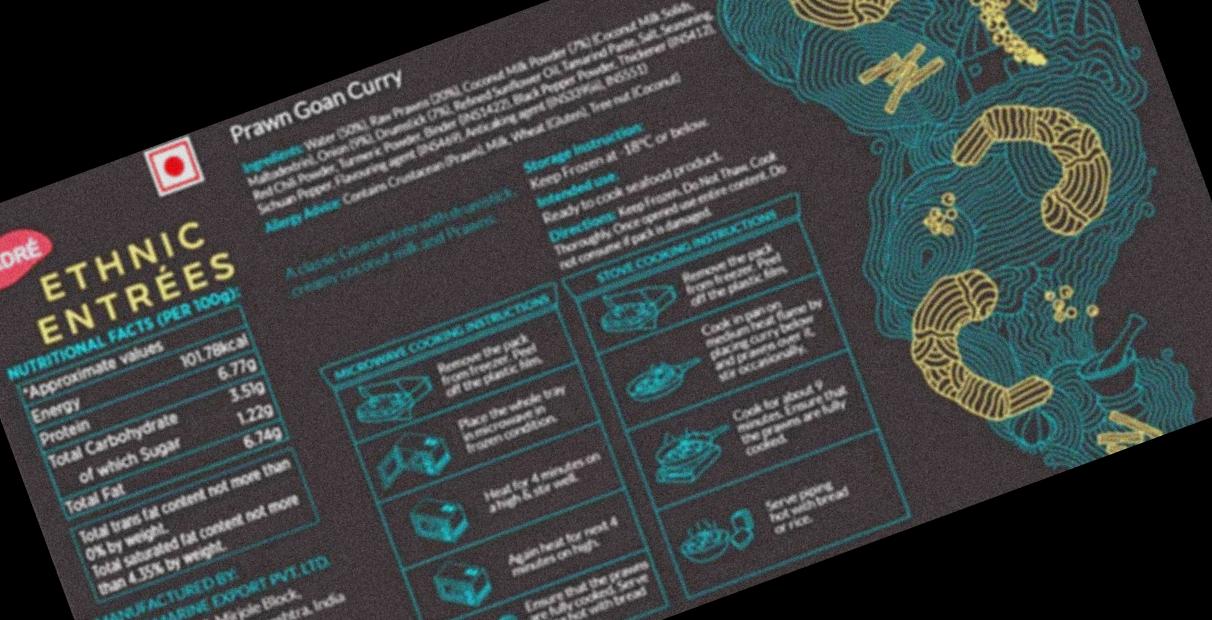 Prawn Goan Curry
Ingredients: Water (50%), Raw Prawns (20%), Coconut Milk Powder (7%) (Coconut Milk Solids,
Maltodextrin), Onion (9%), Drumstick (7%), Refined Sunflower Oil, Tamarind Paste, Salt, Seasoning,
Red Chili Powder, Turmeric Powder, Binder (INS1422), Black Pepper Powder, Thickener (INS412),
Sichuan Pepper, Flavouring agent
Allergy Advice: Contains Crustacean (Prawn), Milk, Wheat (Gluten), Tree nut (Coconut)
A classic Goan entrée with drumstick,
creamy coconut milk and Prawn.
Storage Instruction:
Keep Frozen at -18°C or below.
Intended use:
Ready to cook seafood product.
Directions: Keep Frozen. Do Not Thaw. Cook
Thoroughly. Once opened use entire content. Do
not consume if pack is damaged.
DRÉ
ETHNIC
ENTRÉES
NUTRITIONAL FACTS (PER 100g):
*Approximate values
Energy 101.78kcal
Protein 6.77g
Total Carbohydrate 3.51g
of which Sugar 1.22g
Total Fat 6.74g
Total trans fat content not more than
0% by weight.
Total saturated fat content not more
than 4.35% by weight.
MANUFACTURED BY:
MARINE EXPORT PVT. LTD.
Mirjole Block,
India
MICROWAVE COOKING INSTRUCTIONS
Remove the pack
from freezer. Peel
off the plastic film.
Place the whole tray
in microwave in
frozen condition.
Heat for 4 minutes on
a high & stir well.
Again heat for next 4
minutes on high.
Ensure that the prawns
are fully cooked. Serve
hot with bread
STOVE COOKING INSTRUCTIONS
Remove the pack
from freezer. Peel
off the plastic film.
Cook in pan on
medium heat flame by
placing curry below
and prawns over it,
stir occasionally.
Cook for about 9
minutes. Ensure that
the prawns are fully
cooked.
Serve piping
hot with bread
or rice.